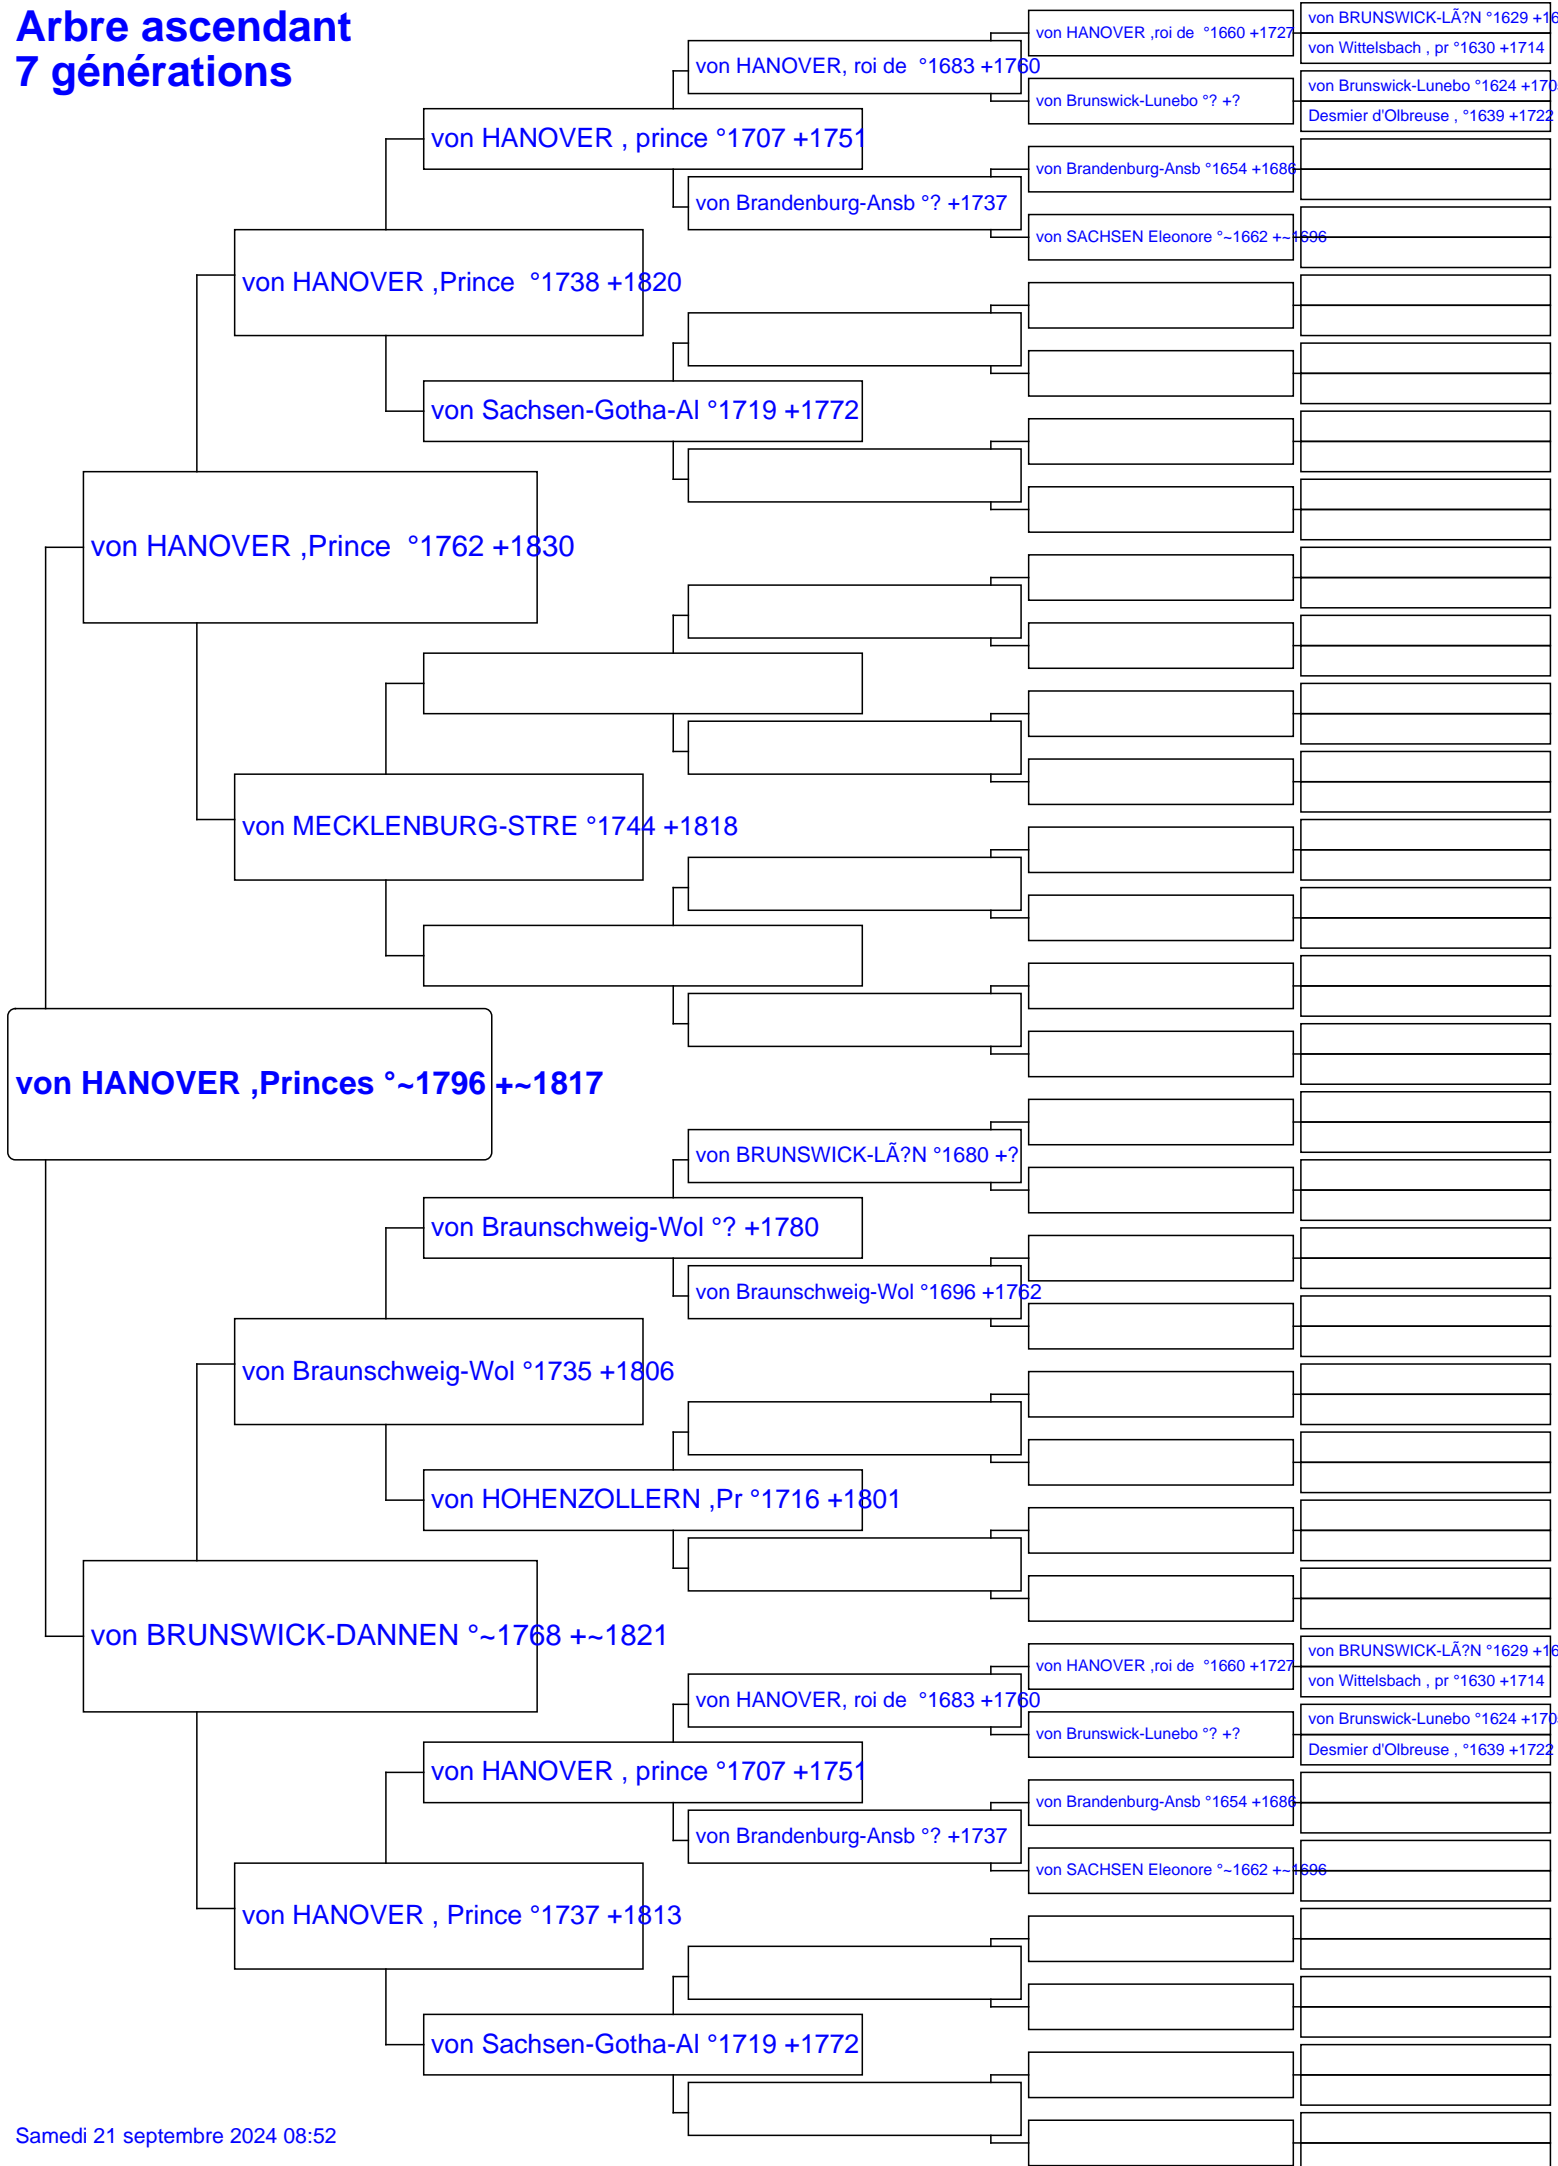 Arbre ascendant
7 générations
von BRUNSWICK-LÃ?N °1629 +16
von HANOVER ,roi de  °1660 +1727
von Wittelsbach , pr °1630 +1714
von HANOVER, roi de  °1683 +1760
von Brunswick-Lunebo °1624 +170
von Brunswick-Lunebo °? +?
Desmier d'Olbreuse , °1639 +1722
von HANOVER , prince °1707 +1751
von Brandenburg-Ansb °1654 +1686
von Brandenburg-Ansb °? +1737
von SACHSEN Eleonore °~1662 +~1696
von HANOVER ,Prince  °1738 +1820
von Sachsen-Gotha-Al °1719 +1772
von HANOVER ,Prince  °1762 +1830
von MECKLENBURG-STRE °1744 +1818
von HANOVER ,Princes °~1796 +~1817
von BRUNSWICK-LÃ?N °1680 +?
von Braunschweig-Wol °? +1780
von Braunschweig-Wol °1696 +1762
von Braunschweig-Wol °1735 +1806
von HOHENZOLLERN ,Pr °1716 +1801
von BRUNSWICK-DANNEN °~1768 +~1821
von BRUNSWICK-LÃ?N °1629 +16
von HANOVER ,roi de  °1660 +1727
von Wittelsbach , pr °1630 +1714
von HANOVER, roi de  °1683 +1760
von Brunswick-Lunebo °1624 +170
von Brunswick-Lunebo °? +?
Desmier d'Olbreuse , °1639 +1722
von HANOVER , prince °1707 +1751
von Brandenburg-Ansb °1654 +1686
von Brandenburg-Ansb °? +1737
von SACHSEN Eleonore °~1662 +~1696
von HANOVER , Prince °1737 +1813
von Sachsen-Gotha-Al °1719 +1772
Samedi 21 septembre 2024 08:52